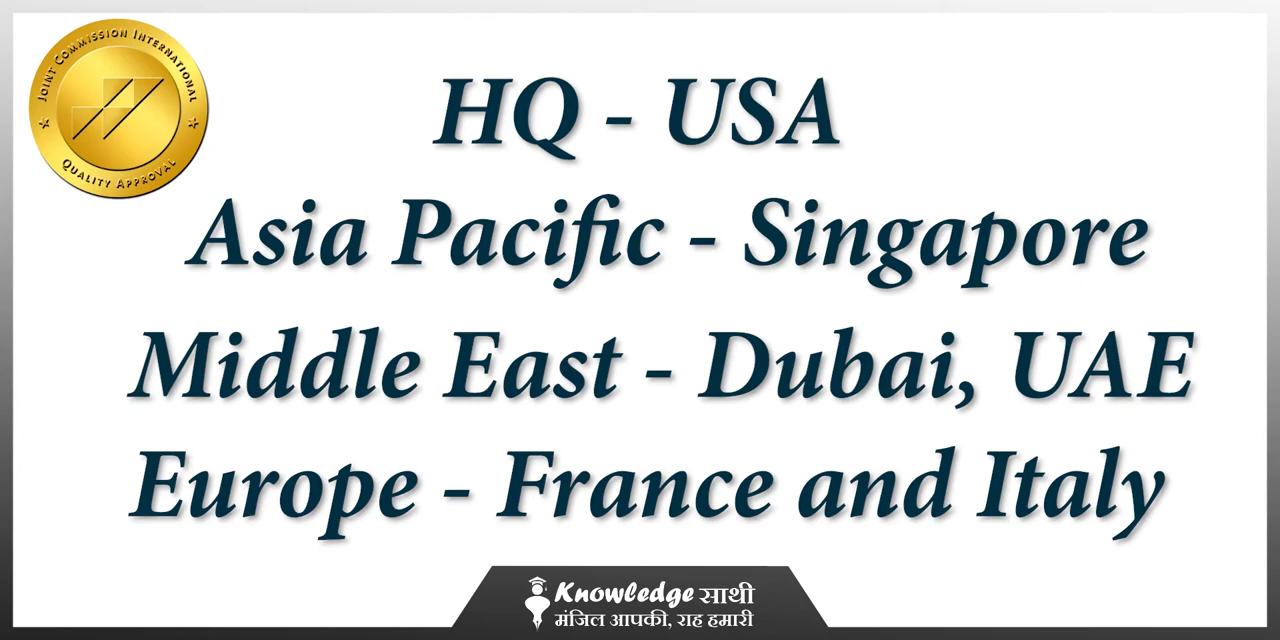 JOINT COMMISSION INTERNATIONAL
QUALITY APPROVAL
HQ - USA
Asia Pacific - Singapore
Middle East - Dubai, UAE
Europe - France and Italy
Knowledge साथी
मंजिल आपकी, राह हमारी